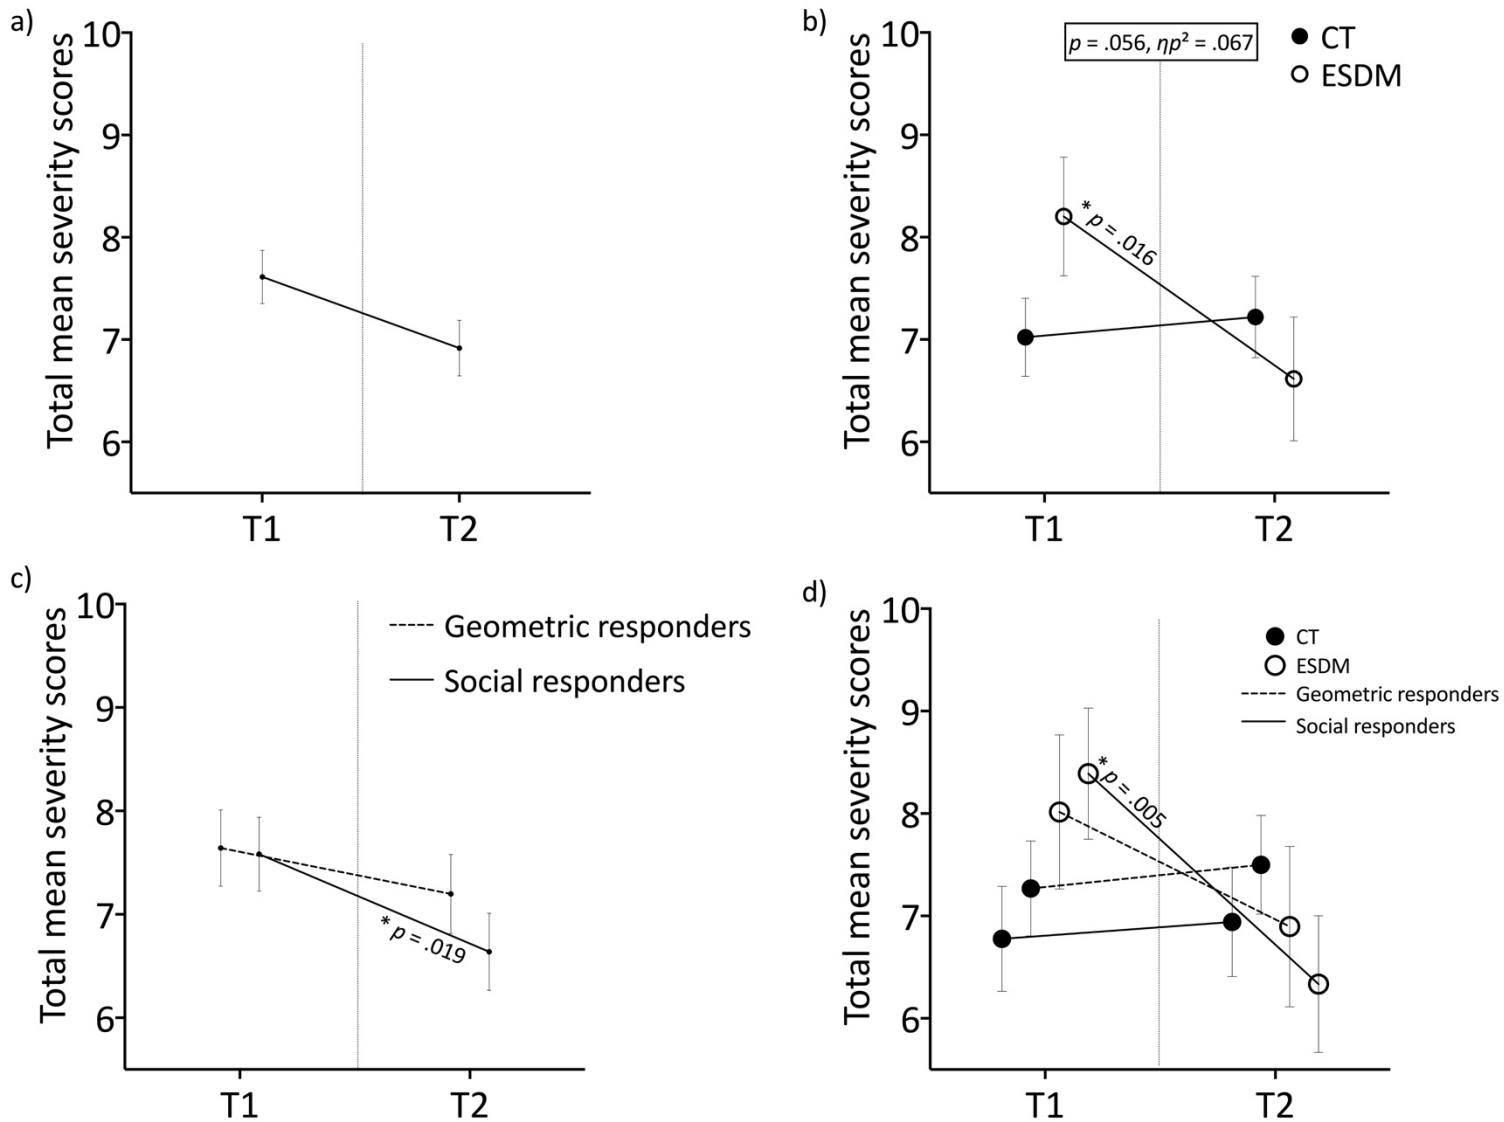 a)
Total mean severity scores
10
9
8
7
6
T1 T2
b)
p = .056, ηp² = .067
CT
ESDM
Total mean severity scores
10
9
8
7
6
* p = .016
T1 T2
c)
Total mean severity scores
10
9
8
7
6
Geometric responders
Social responders
* p = .019
T1 T2
d)
Total mean severity scores
10
9
8
7
6
CT
ESDM
Geometric responders
Social responders
* p = .005
T1 T2